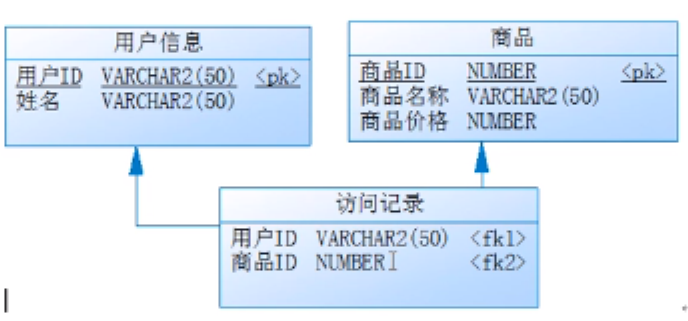 用户信息
用户ID VARCHAR2(50) <pk>
姓名 VARCHAR2(50)
商品
商品ID NUMBER <pk>
商品名称 VARCHAR2(50)
商品价格 NUMBER
访问记录
用户ID VARCHAR2(50) <fk1>
商品ID NUMBER <fk2>